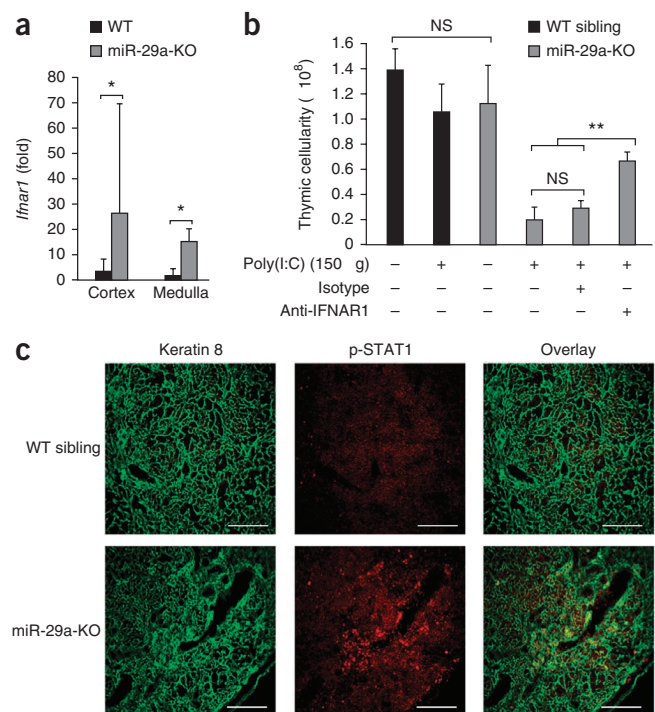 a
WT
miR-29a-KO
Ifnar1 (fold)
80
70
60
50
40
30
20
10
0
*
*
Cortex Medulla
b
WT sibling
miR-29a-KO
Thymic cellularity ( 10⁸)
1.6
1.4
1.2
1.0
0.8
0.6
0.4
0.2
0
NS
**
NS
Poly(I:C) (150 g) – + – + + +
Isotype – – – – + –
Anti-IFNAR1 – – – – – +
c
Keratin 8 p-STAT1 Overlay
WT sibling
miR-29a-KO